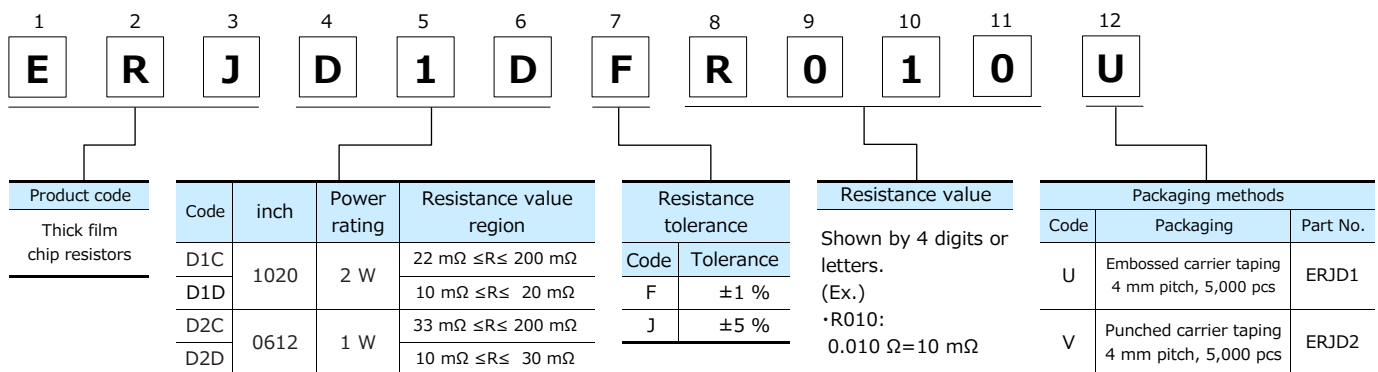 1 2 3 4 5 6 7 8 9 10 11 12
E R J D 1 D F R 0 1 0 U
Product code
Thick film
chip resistors
Code inch Power rating Resistance value region
D1C 1020 2 W 22 mΩ ≤R≤ 200 mΩ
D1D 10 mΩ ≤R≤ 20 mΩ
D2C 0612 1 W 33 mΩ ≤R≤ 200 mΩ
D2D 10 mΩ ≤R≤ 30 mΩ
Resistance
tolerance
Code Tolerance
F ±1 %
J ±5 %
Resistance value
Shown by 4 digits or
letters.
(Ex.)
･R010:
0.010 Ω=10 mΩ
Packaging methods
Code Packaging Part No.
U Embossed carrier taping
4 mm pitch, 5,000 pcs ERJD1
V Punched carrier taping
4 mm pitch, 5,000 pcs ERJD2